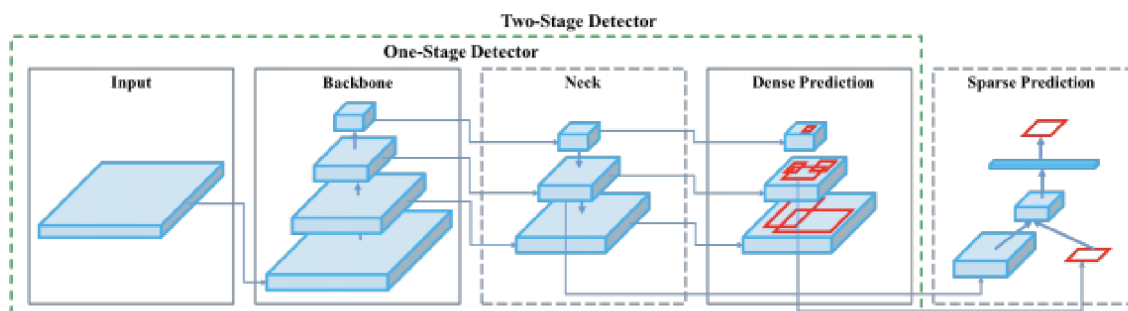 Two-Stage Detector
One-Stage Detector
Input
Backbone
Neck
Dense Prediction
Sparse Prediction